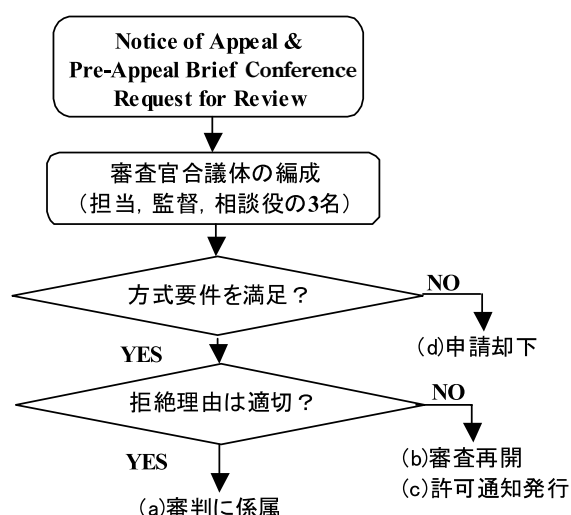 Notice of Appeal &
Pre-Appeal Brief Conference
Request for Review
審査官合議体の編成
（担当, 監督, 相談役の3名）
方式要件を満足？
NO
YES
(d)申請却下
拒絶理由は適切？
NO
YES
(b)審査再開
(c)許可通知発行
(a)審判に係属